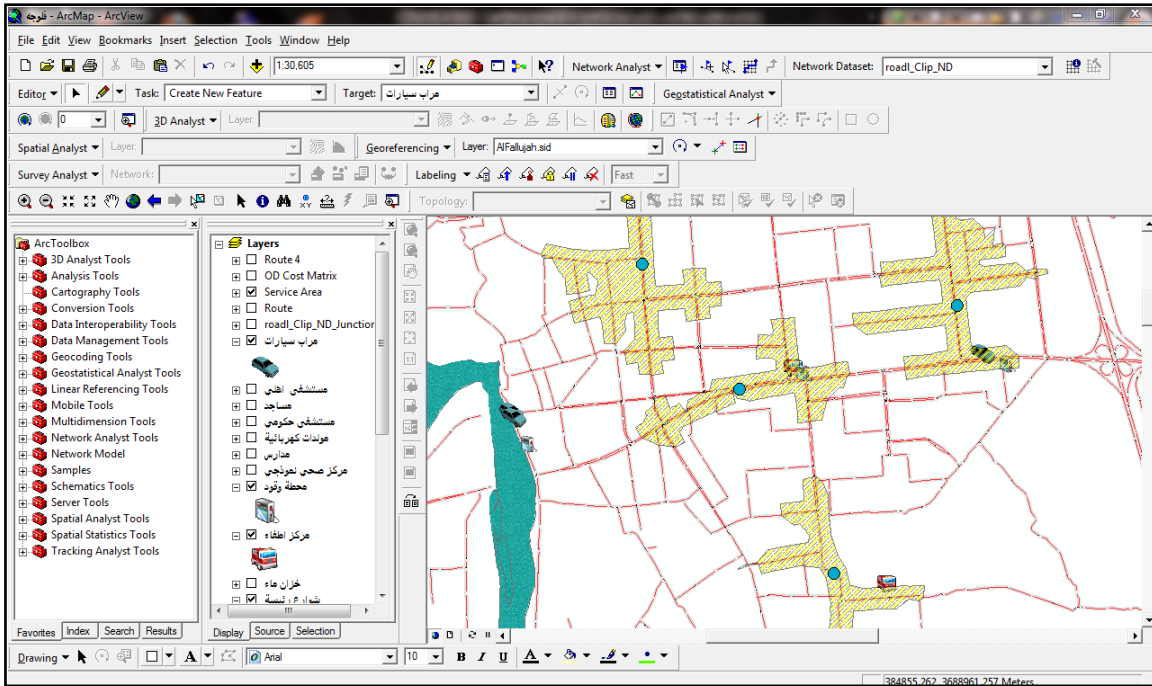 فلوجه - ArcMap - ArcView
File Edit View Bookmarks Insert Selection Tools Window Help
1:30,605 Network Analyst Network Dataset: roadl_Clip_ND
Editor Task: Create New Feature Target: مراب سيارات Geostatistical Analyst
0 3D Analyst Layer:
Spatial Analyst Layer: Georeferencing Layer: AlFallujah.sid
Survey Analyst Network: Labeling Fast
Topology:
ArcToolbox
3D Analyst Tools
Analysis Tools
Cartography Tools
Conversion Tools
Data Interoperability Tools
Data Management Tools
Geocoding Tools
Geostatistical Analyst Tools
Linear Referencing Tools
Mobile Tools
Multidimension Tools
Network Analyst Tools
Network Model
Samples
Schematics Tools
Server Tools
Spatial Analyst Tools
Spatial Statistics Tools
Tracking Analyst Tools
Favorites Index Search Results
Layers
Route 4
OD Cost Matrix
Service Area
Route
roadl_Clip_ND_Junction
مراب سيارات
مستشفى اهلي
مساجد
مستشفى حكومي
مولدات كهربائية
مدارس
مركز صحي نموذجي
محطة وقود
مركز اطفاء
خزان ماء
شوارع رئيسة
Display Source Selection
1:1
Drawing A Arial 10 B I U A
384855.262 3688961.257 Meters